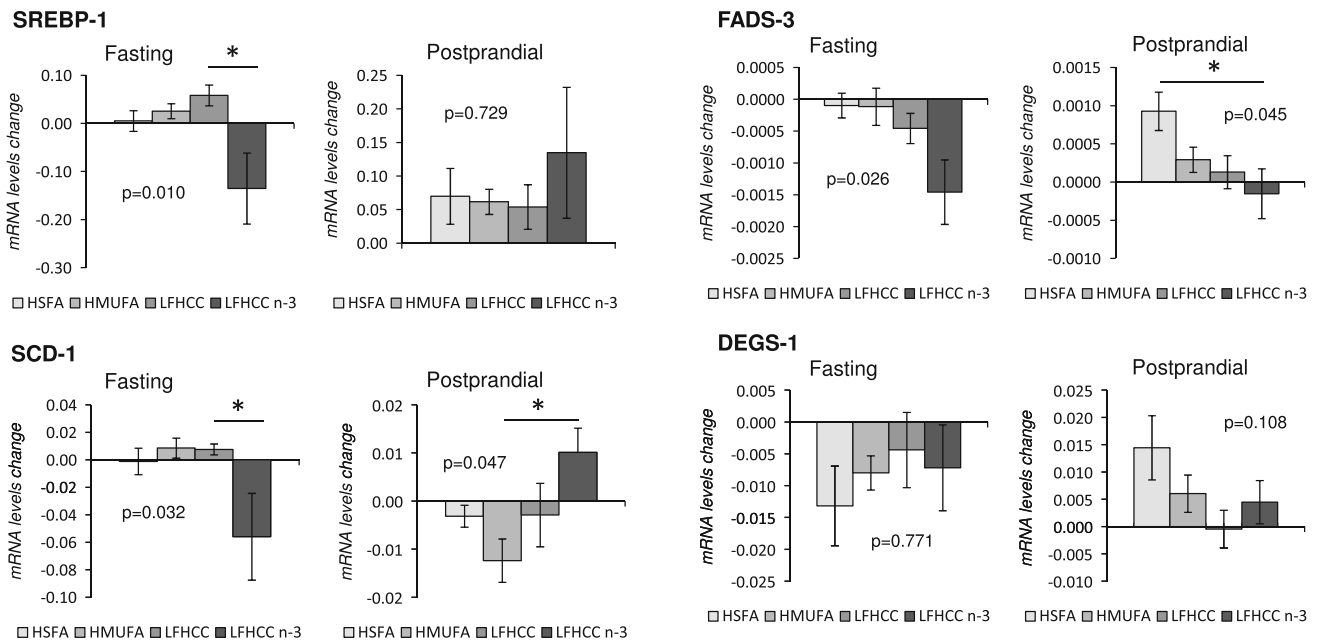 SREBP-1
Fasting
*
mRNA levels change
0.10
0.00
-0.10
-0.20
-0.30
p=0.010
Postprandial
mRNA levels change
0.25
0.20
0.15
0.10
0.05
0.00
p=0.729
HSFA HMUFA LFHCC LFHCC n-3
HSFA HMUFA LFHCC LFHCC n-3
FADS-3
Fasting
mRNA levels change
0.0005
0.0000
-0.0005
-0.0010
-0.0015
-0.0020
-0.0025
p=0.026
Postprandial
*
mRNA levels change
0.0015
0.0010
0.0005
0.0000
-0.0005
-0.0010
p=0.045
HSFA HMUFA LFHCC LFHCC n-3
HSFA HMUFA LFHCC LFHCC n-3
SCD-1
Fasting
*
mRNA levels change
0.04
0.02
0.00
-0.02
-0.04
-0.06
-0.08
-0.10
p=0.032
Postprandial
*
mRNA levels change
0.02
0.01
0.00
-0.01
-0.02
p=0.047
HSFA HMUFA LFHCC LFHCC n-3
HSFA HMUFA LFHCC LFHCC n-3
DEGS-1
Fasting
mRNA levels change
0.005
0.000
-0.005
-0.010
-0.015
-0.020
-0.025
p=0.771
Postprandial
mRNA levels change
0.025
0.020
0.015
0.010
0.005
0.000
-0.005
-0.010
p=0.108
HSFA HMUFA LFHCC LFHCC n-3
HSFA HMUFA LFHCC LFHCC n-3